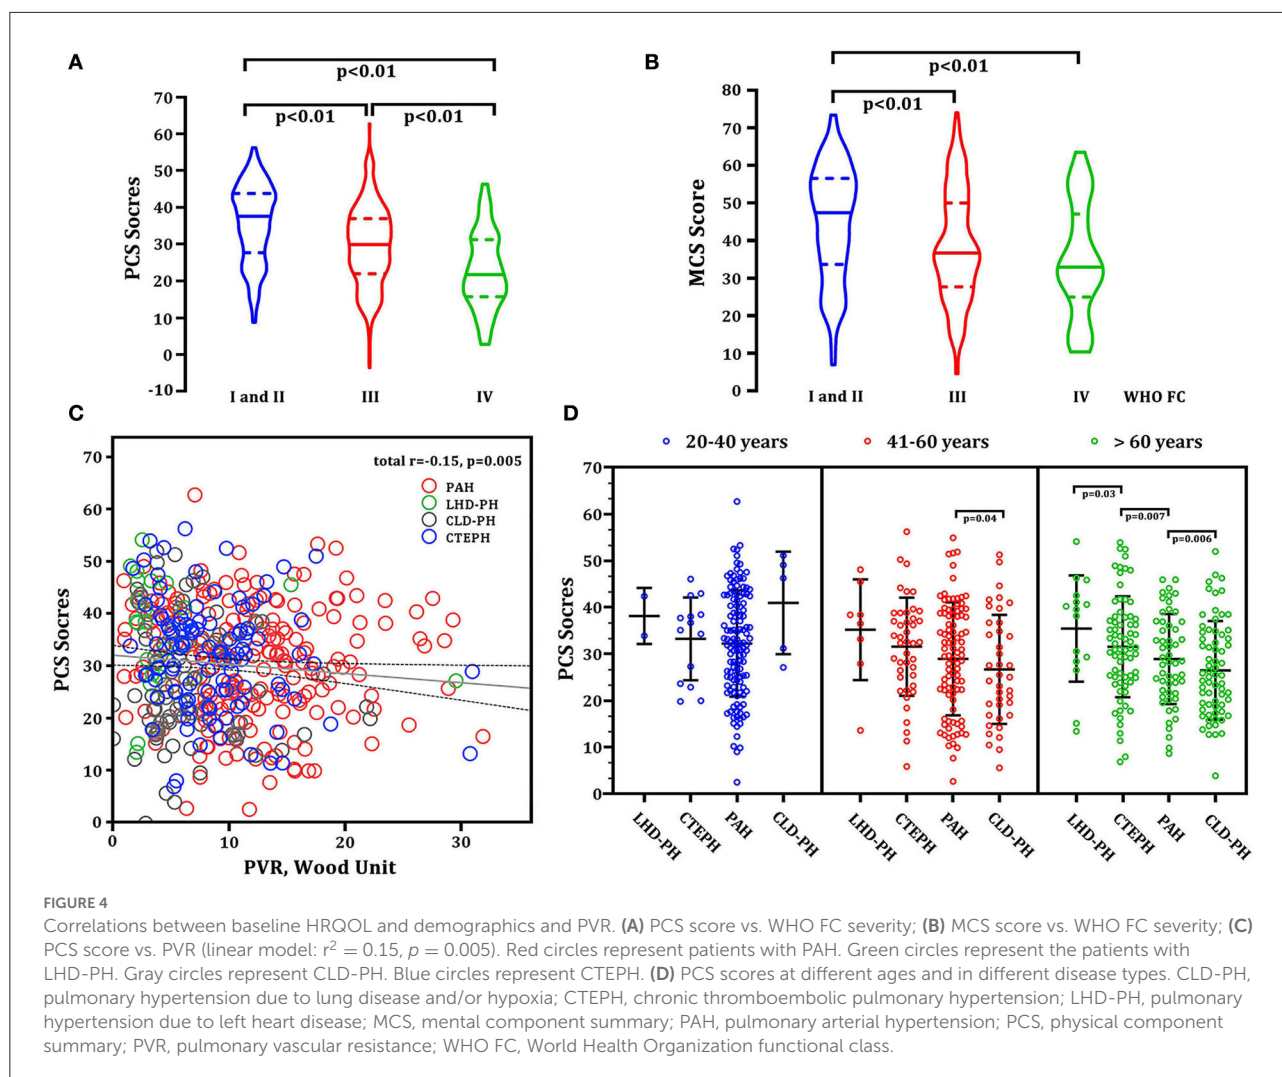 A
p<0.01
p<0.01
p<0.01
PCS Socres
70
60
50
40
30
20
10
0
-10
I and II
III
IV
B
p<0.01
p<0.01
MCS Score
80
70
60
50
40
30
20
10
0
I and II
III
IV
WHO FC
C
total r=-0.15, p=0.005
PAH
LHD-PH
CLD-PH
CTEPH
PCS Socres
70
60
50
40
30
20
10
0
0
10
20
30
PVR, Wood Unit
D
20-40 years
41-60 years
> 60 years
PCS Socres
70
60
50
40
30
20
10
0
p=0.04
p=0.03
p=0.007
p=0.006
LHD-PH
CTEPH
PAH
CLD-PH
LHD-PH
CTEPH
PAH
CLD-PH
LHD-PH
CTEPH
PAH
CLD-PH
FIGURE 4
Correlations between baseline HRQOL and demographics and PVR. (A) PCS score vs. WHO FC severity; (B) MCS score vs. WHO FC severity; (C)
PCS score vs. PVR (linear model: r² = 0.15, p = 0.005). Red circles represent patients with PAH. Green circles represent the patients with
LHD-PH. Gray circles represent CLD-PH. Blue circles represent CTEPH. (D) PCS scores at different ages and in different disease types. CLD-PH,
pulmonary hypertension due to lung disease and/or hypoxia; CTEPH, chronic thromboembolic pulmonary hypertension; LHD-PH, pulmonary
hypertension due to left heart disease; MCS, mental component summary; PAH, pulmonary arterial hypertension; PCS, physical component
summary; PVR, pulmonary vascular resistance; WHO FC, World Health Organization functional class.